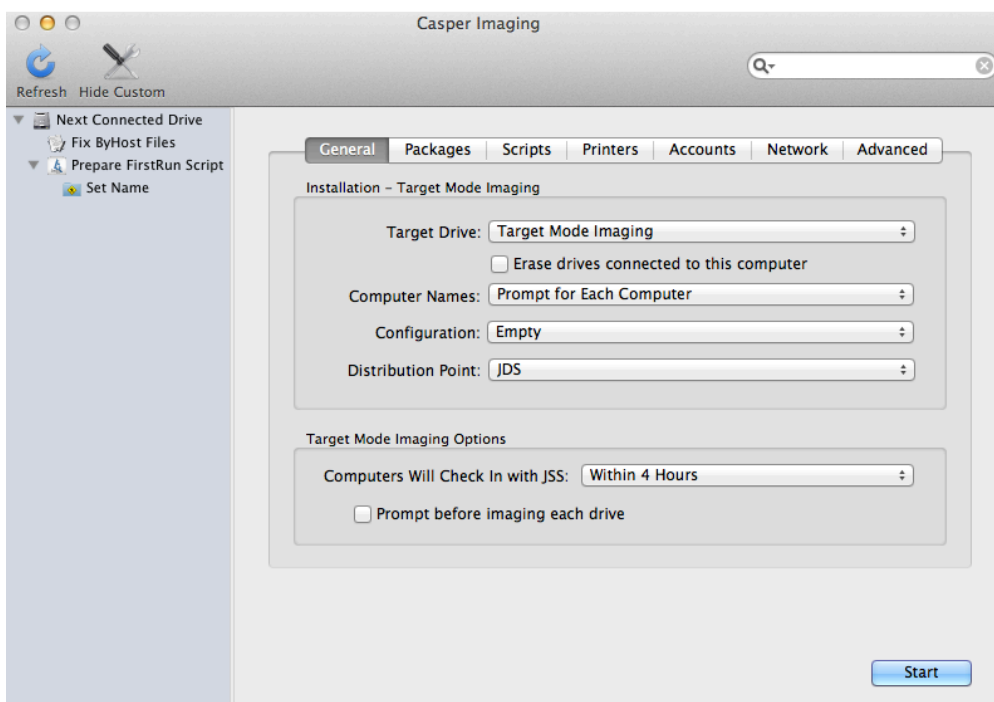 Casper Imaging
Refresh Hide Custom
Next Connected Drive
Fix ByHost Files
Prepare FirstRun Script
Set Name
General Packages Scripts Printers Accounts Network Advanced
Installation – Target Mode Imaging
Target Drive: Target Mode Imaging
Erase drives connected to this computer
Computer Names: Prompt for Each Computer
Configuration: Empty
Distribution Point: JDS
Target Mode Imaging Options
Computers Will Check In with JSS: Within 4 Hours
Prompt before imaging each drive
Start